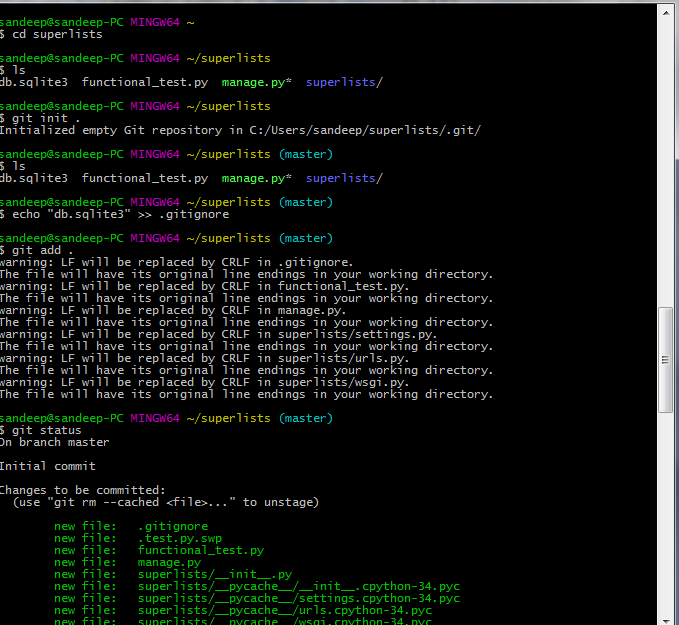 sandeep@sandeep-PC MINGW64 ~
$ cd superlists
sandeep@sandeep-PC MINGW64 ~/superlists
$ ls
db.sqlite3  functional_test.py  manage.py*  superlists/
sandeep@sandeep-PC MINGW64 ~/superlists
$ git init .
Initialized empty Git repository in C:/Users/sandeep/superlists/.git/
sandeep@sandeep-PC MINGW64 ~/superlists (master)
$ ls
db.sqlite3  functional_test.py  manage.py*  superlists/
sandeep@sandeep-PC MINGW64 ~/superlists (master)
$ echo "db.sqlite3" >> .gitignore
sandeep@sandeep-PC MINGW64 ~/superlists (master)
$ git add .
warning: LF will be replaced by CRLF in .gitignore.
The file will have its original line endings in your working directory.
warning: LF will be replaced by CRLF in functional_test.py.
The file will have its original line endings in your working directory.
warning: LF will be replaced by CRLF in manage.py.
The file will have its original line endings in your working directory.
warning: LF will be replaced by CRLF in superlists/settings.py.
The file will have its original line endings in your working directory.
warning: LF will be replaced by CRLF in superlists/urls.py.
The file will have its original line endings in your working directory.
warning: LF will be replaced by CRLF in superlists/wsgi.py.
The file will have its original line endings in your working directory.
sandeep@sandeep-PC MINGW64 ~/superlists (master)
$ git status
On branch master
Initial commit
Changes to be committed:
  (use "git rm --cached <file>..." to unstage)
        new file:   .gitignore
        new file:   .test.py.swp
        new file:   functional_test.py
        new file:   manage.py
        new file:   superlists/__init__.py
        new file:   superlists/__pycache__/__init__.cpython-34.pyc
        new file:   superlists/__pycache__/settings.cpython-34.pyc
        new file:   superlists/__pycache__/urls.cpython-34.pyc
        new file:   superlists/__pycache__/wsgi.cpython-34.pyc